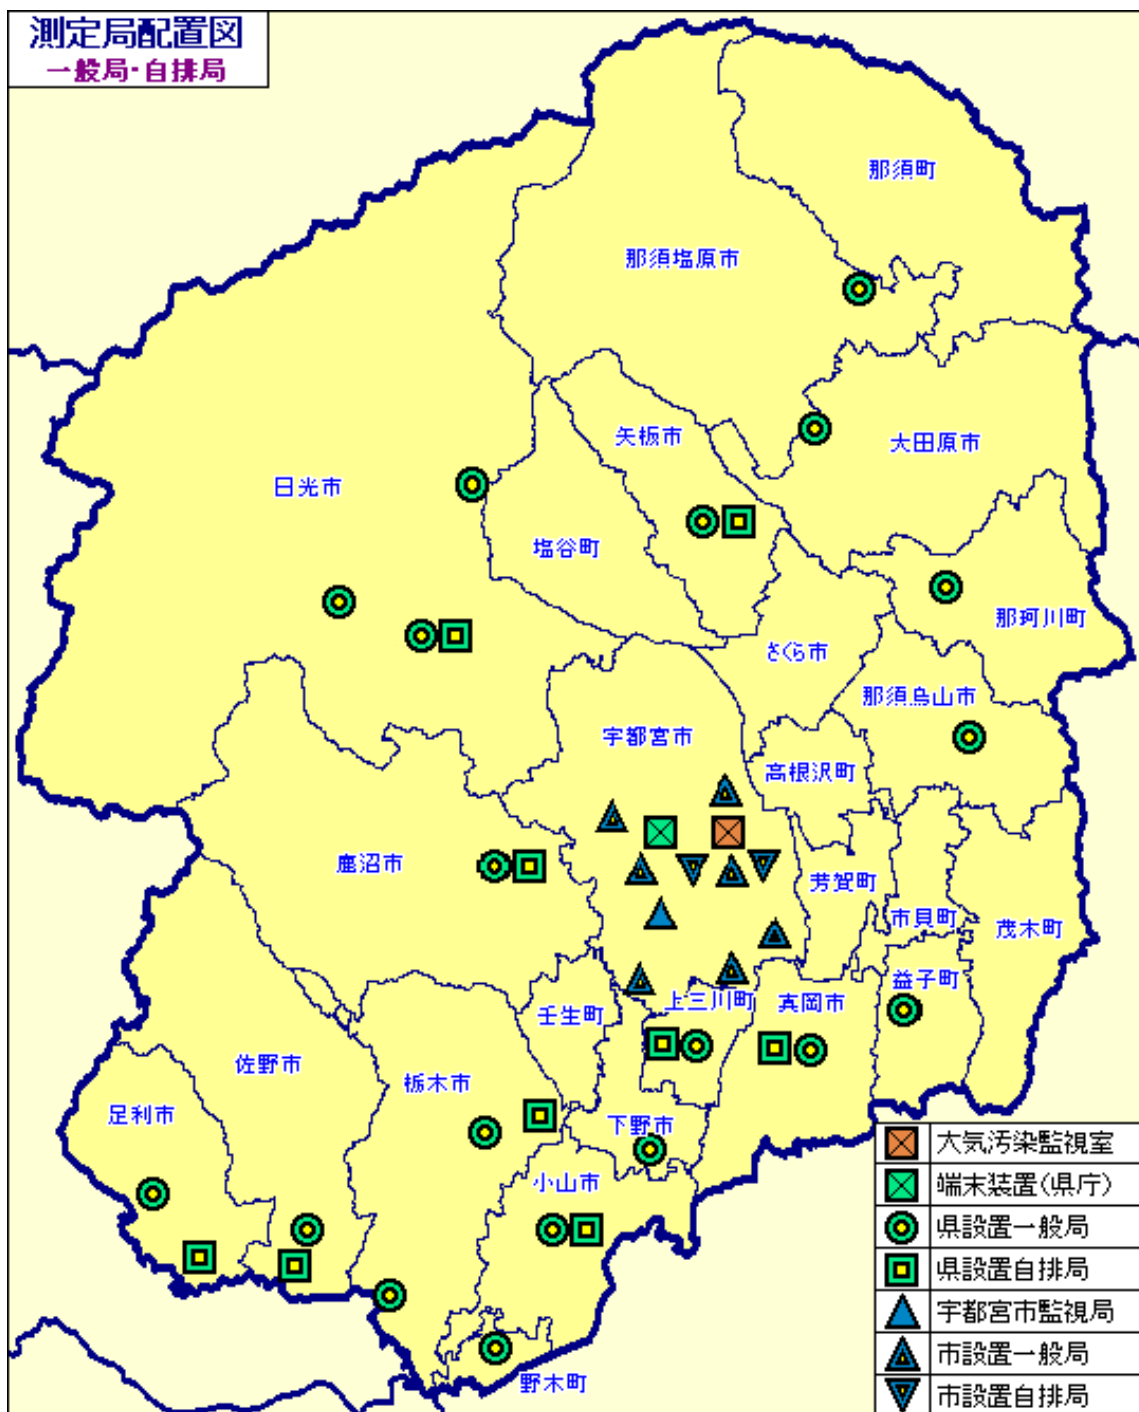 測定局配置図
一般局・自排局
那須町
那須塩原市
矢板市
大田原市
日光市
塩谷町
那珂川町
さくら市
那須烏山市
宇都宮市
高根沢町
鹿沼市
芳賀町
市貝町
茂木町
益子町
上三川町
真岡市
壬生町
佐野市
栃木市
足利市
下野市
小山市
野木町
大気汚染監視室
端末装置(県庁)
県設置一般局
県設置自排局
宇都宮市監視局
市設置一般局
市設置自排局